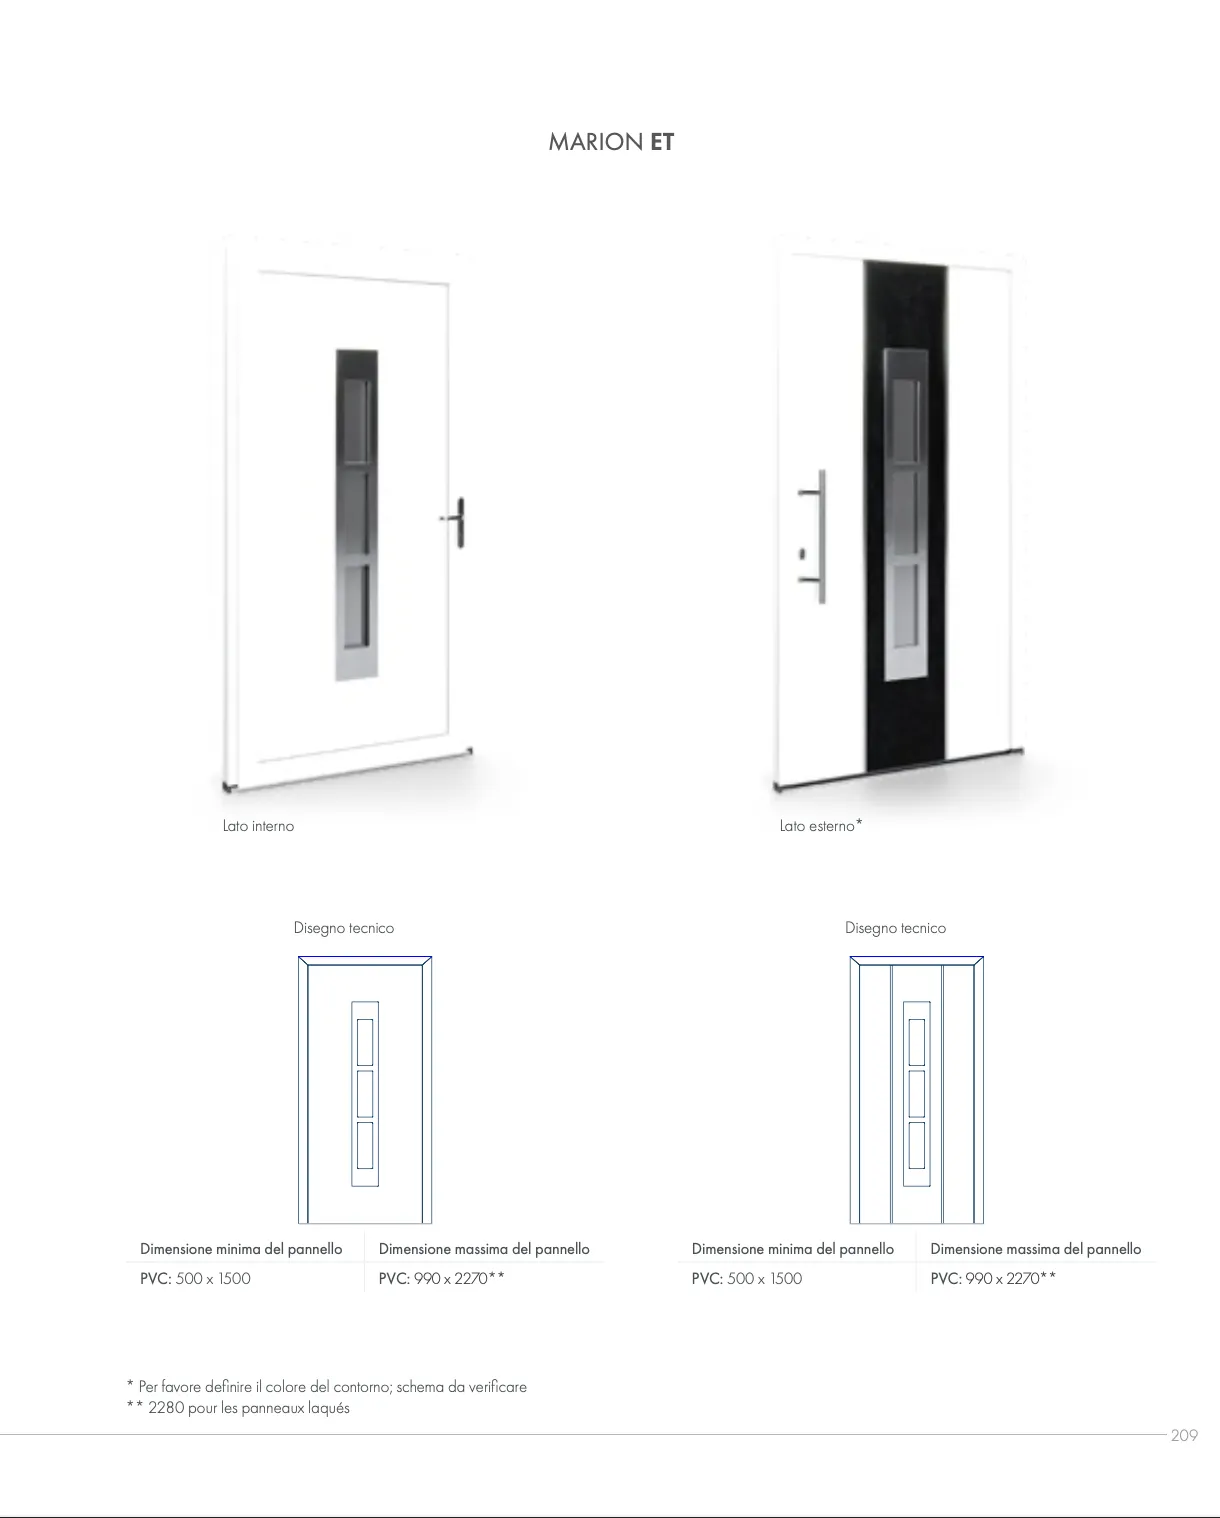 MARION ET
Lato interno
Lato esterno*
Disegno tecnico
Disegno tecnico
Dimensione minima del pannello
Dimensione massima del pannello
PVC: 500 x 1500
PVC: 990 x 2270**
Dimensione minima del pannello
Dimensione massima del pannello
PVC: 500 x 1500
PVC: 990 x 2270**
* Per favore definire il colore del contorno; schema da verificare
** 2280 pour les panneaux laqués
209